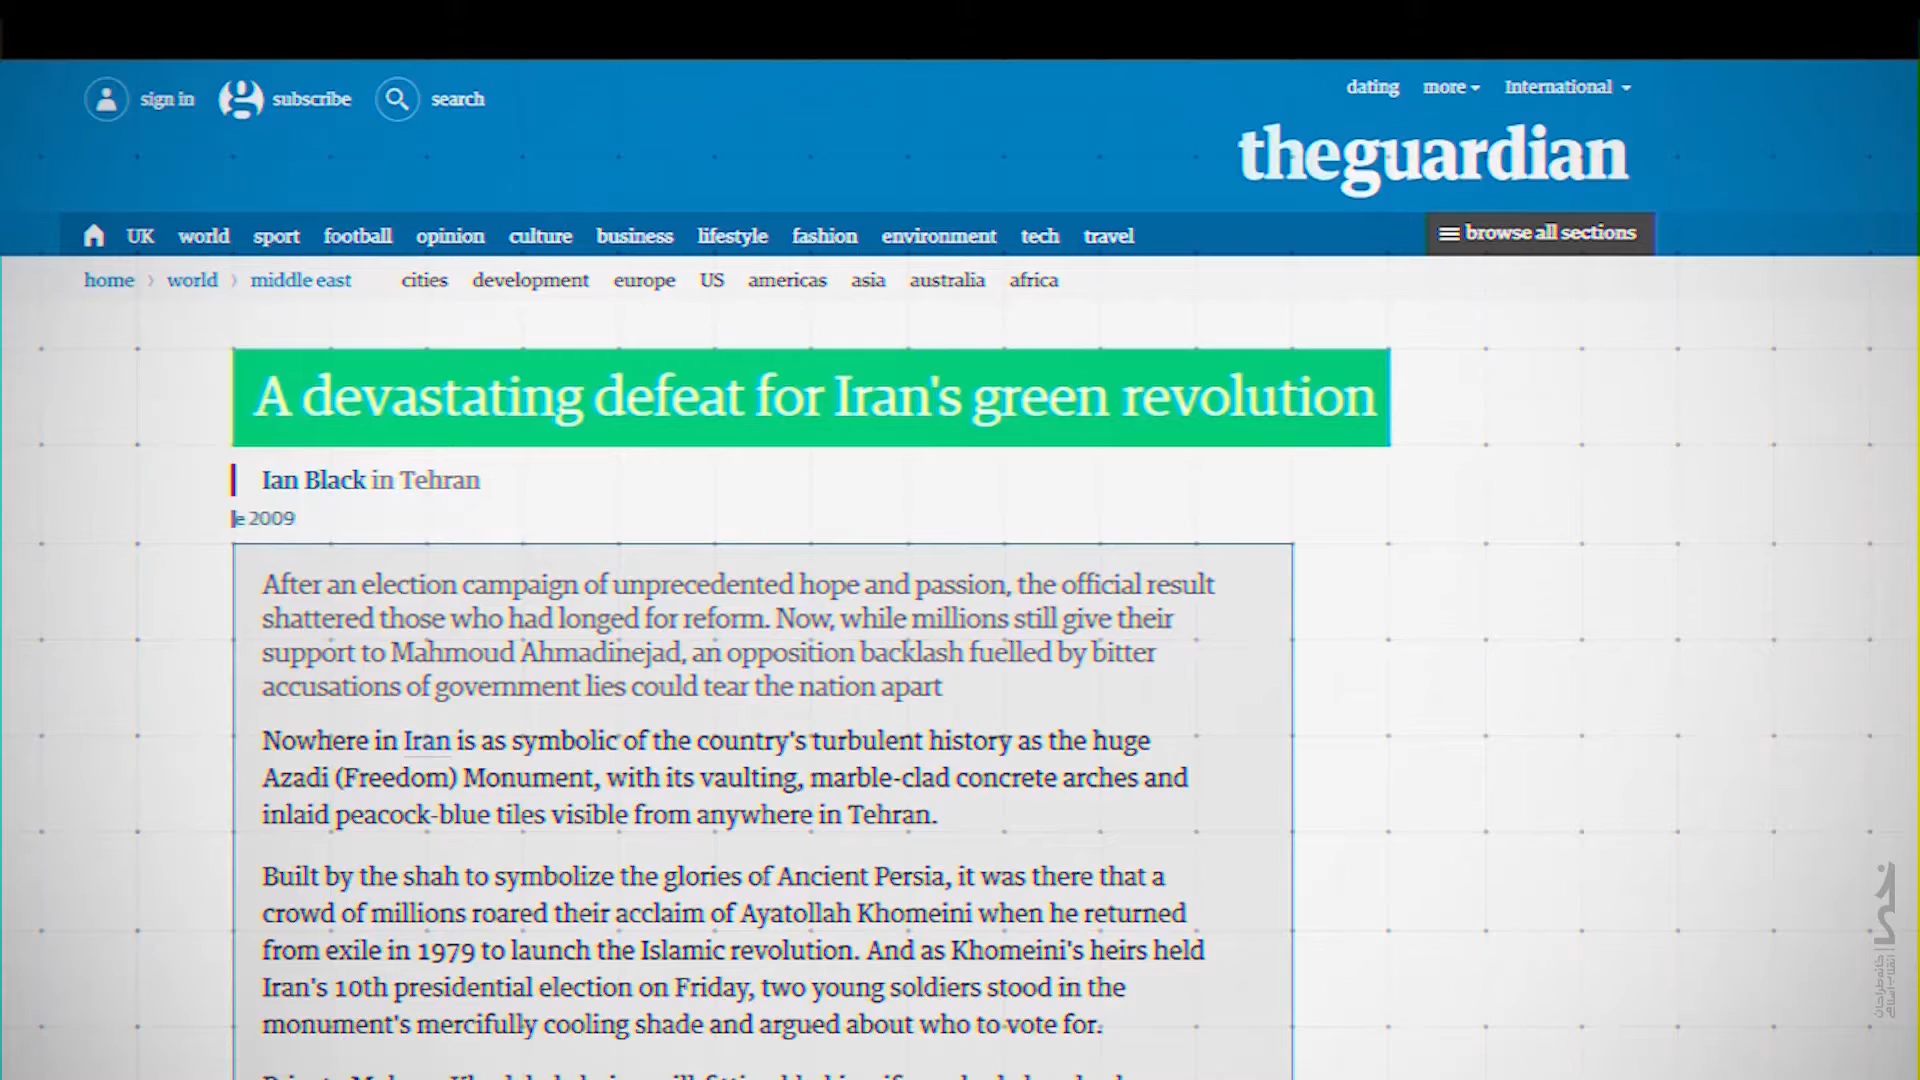 sign in
subscribe
search
dating
more
International
theguardian
UK
world
sport
football
opinion
culture
business
lifestyle
fashion
environment
tech
travel
browse all sections
home
world
middle east
cities
development
europe
US
americas
asia
australia
africa
A devastating defeat for Iran's green revolution
Ian Black in Tehran
e 2009
After an election campaign of unprecedented hope and passion, the official result
shattered those who had longed for reform. Now, while millions still give their
support to Mahmoud Ahmadinejad, an opposition backlash fuelled by bitter
accusations of government lies could tear the nation apart
Nowhere in Iran is as symbolic of the country's turbulent history as the huge
Azadi (Freedom) Monument, with its vaulting, marble-clad concrete arches and
inlaid peacock-blue tiles visible from anywhere in Tehran.
Built by the shah to symbolize the glories of Ancient Persia, it was there that a
crowd of millions roared their acclaim of Ayatollah Khomeini when he returned
from exile in 1979 to launch the Islamic revolution. And as Khomeini's heirs held
Iran's 10th presidential election on Friday, two young soldiers stood in the
monument's mercifully cooling shade and argued about who to vote for.
خانه طراحان
انقلاب اسلامی